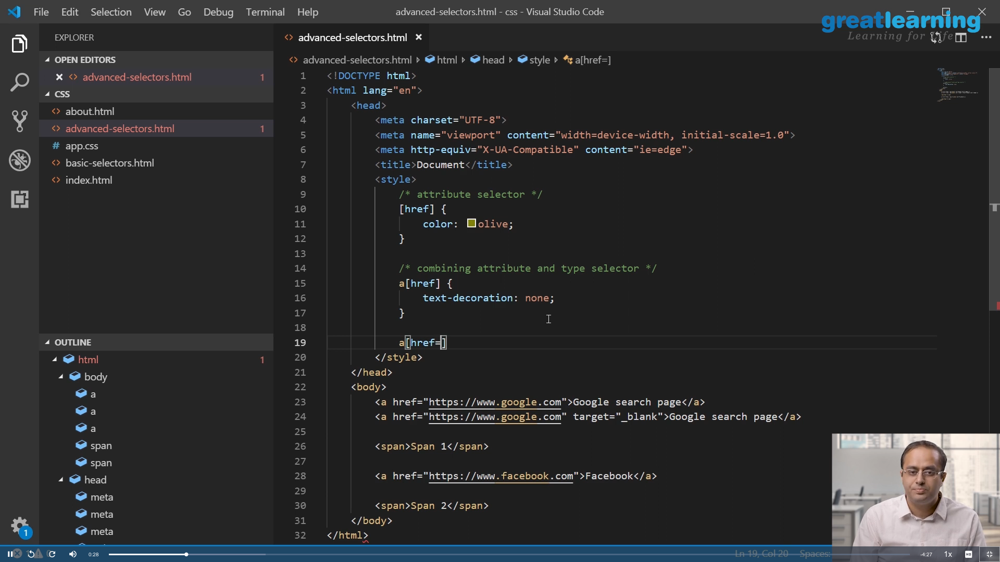 File Edit Selection View Go Debug Terminal Help
advanced-selectors.html - css - Visual Studio Code
greatlearning
Learning for life
EXPLORER
OPEN EDITORS
advanced-selectors.html 1
CSS
about.html
advanced-selectors.html 1
# app.css
basic-selectors.html
index.html
OUTLINE
html 1
body
a
a
a
span
span
head
meta
meta
meta
1
advanced-selectors.html
advanced-selectors.html html head style a[href=]
1 <!DOCTYPE html>
2 <html lang="en">
3 <head>
4 <meta charset="UTF-8">
5 <meta name="viewport" content="width=device-width, initial-scale=1.0">
6 <meta http-equiv="X-UA-Compatible" content="ie=edge">
7 <title>Document</title>
8 <style>
9 /* attribute selector */
10 [href] {
11 color: olive;
12 }
13
14 /* combining attribute and type selector */
15 a[href] {
16 text-decoration: none;
17 }
18
19 a[href=]
20 </style>
21 </head>
22 <body>
23 <a href="https://www.google.com">Google search page</a>
24 <a href="https://www.google.com" target="_blank">Google search page</a>
25
26 <span>Span 1</span>
27
28 <a href="https://www.facebook.com">Facebook</a>
29
30 <span>Span 2</span>
31 </body>
32 </html>
0:28
Ln 19, Col 20 Spaces:
-4:27 1x HD